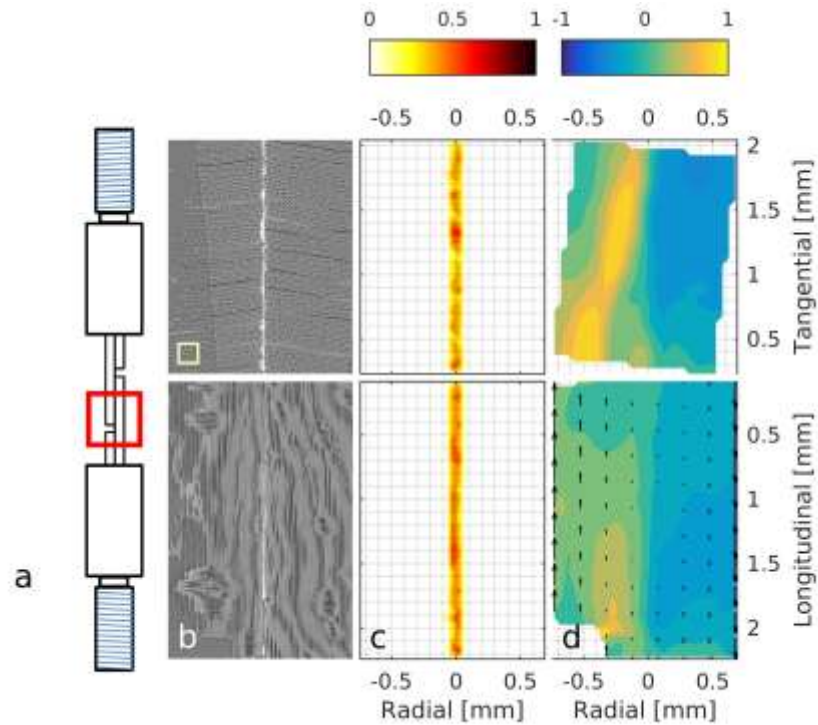 0 0.5 1 -1 0 1
-0.5 0 0.5 -0.5 0 0.5
2
1.5
1
0.5
Tangential [mm]
0.5
1
1.5
2
Longitudinal [mm]
a
b
c
d
-0.5 0 0.5 -0.5 0 0.5
Radial [mm] Radial [mm]